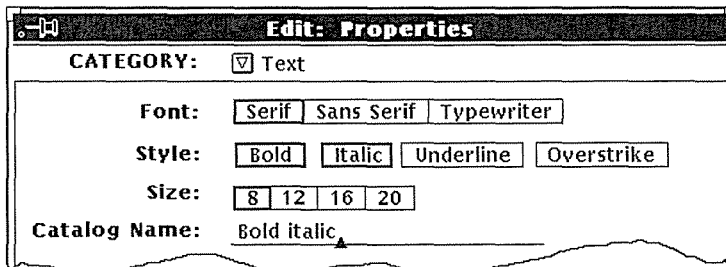 Edit: Properties
CATEGORY: Text
Font: Serif Sans Serif Typewriter
Style: Bold Italic Underline Overstrike
Size: 8 12 16 20
Catalog Name: Bold italic